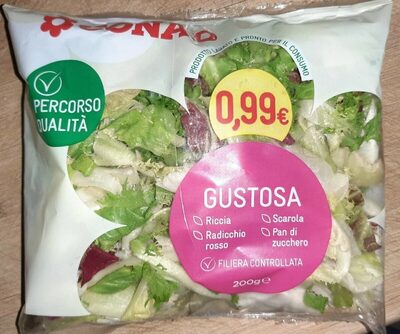 CONAD
PRODOTTO LAVATO E PRONTO PER IL CONSUMO
PERCORSO
QUALITÀ
0,99€
GUSTOSA
Riccia
Scarola
Radicchio
rosso
Pan di
zucchero
FILIERA CONTROLLATA
200g e